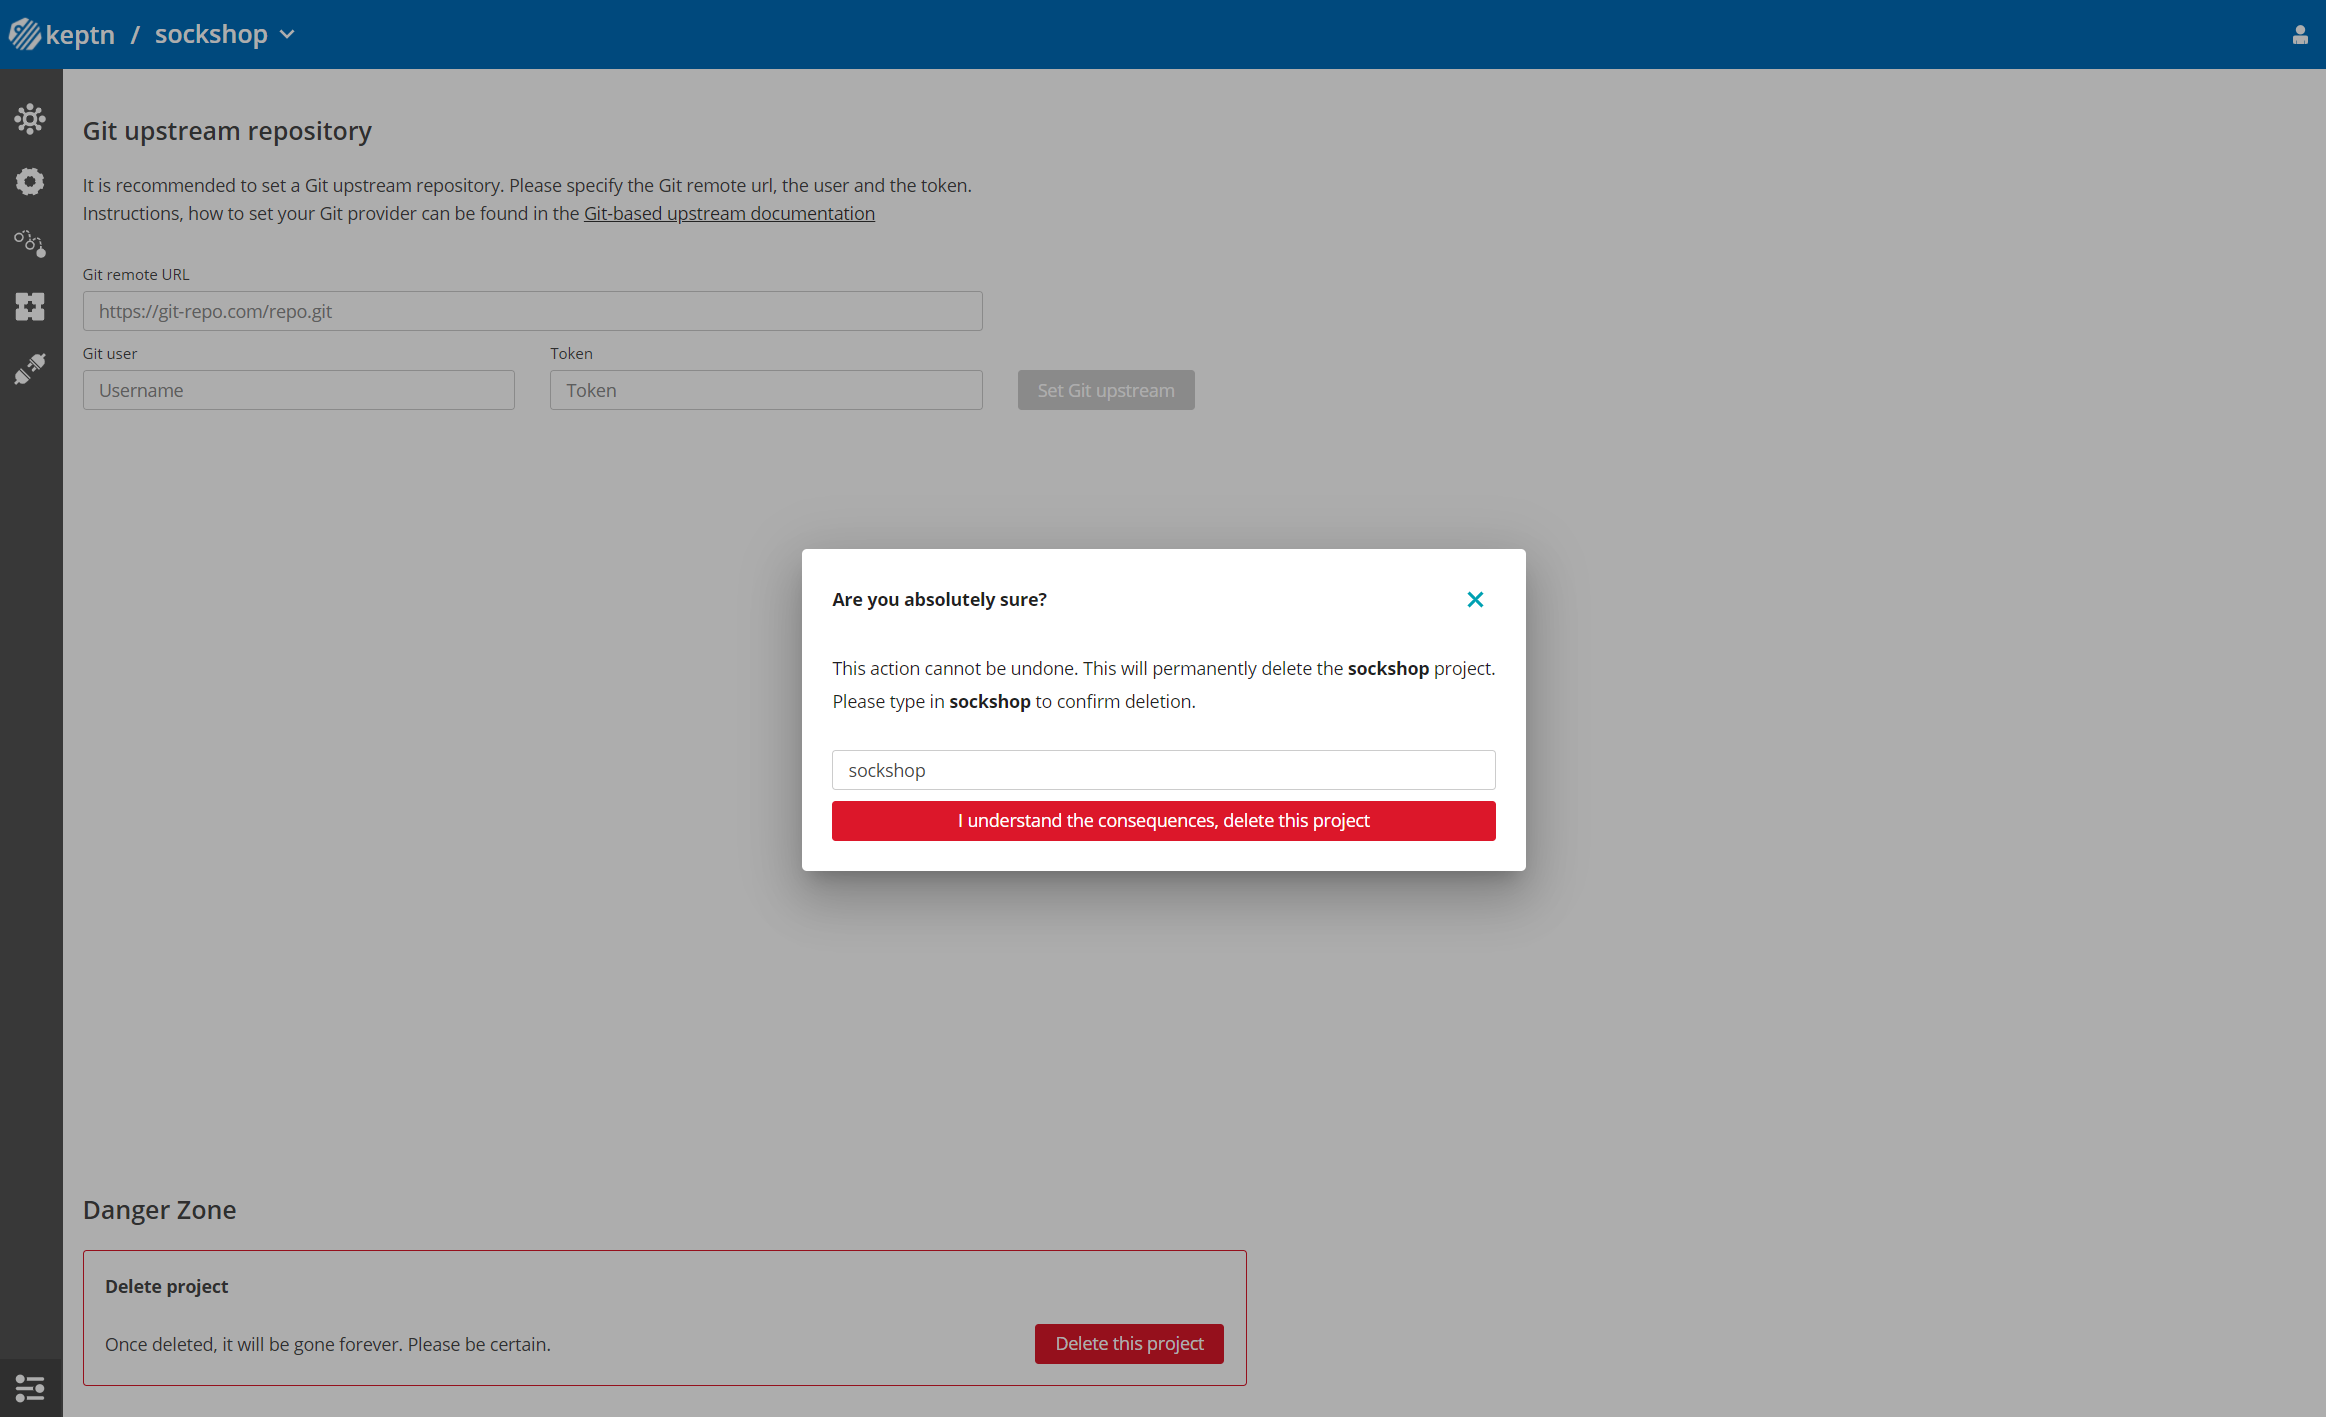 keptn / sockshop
Git upstream repository
It is recommended to set a Git upstream repository. Please specify the Git remote url, the user and the token.
Instructions, how to set your Git provider can be found in the Git-based upstream documentation
Git remote URL
https://git-repo.com/repo.git
Git user
Token
Username
Token
Set Git upstream
Are you absolutely sure?
This action cannot be undone. This will permanently delete the sockshop project.
Please type in sockshop to confirm deletion.
sockshop
I understand the consequences, delete this project
Danger Zone
Delete project
Once deleted, it will be gone forever. Please be certain.
Delete this project